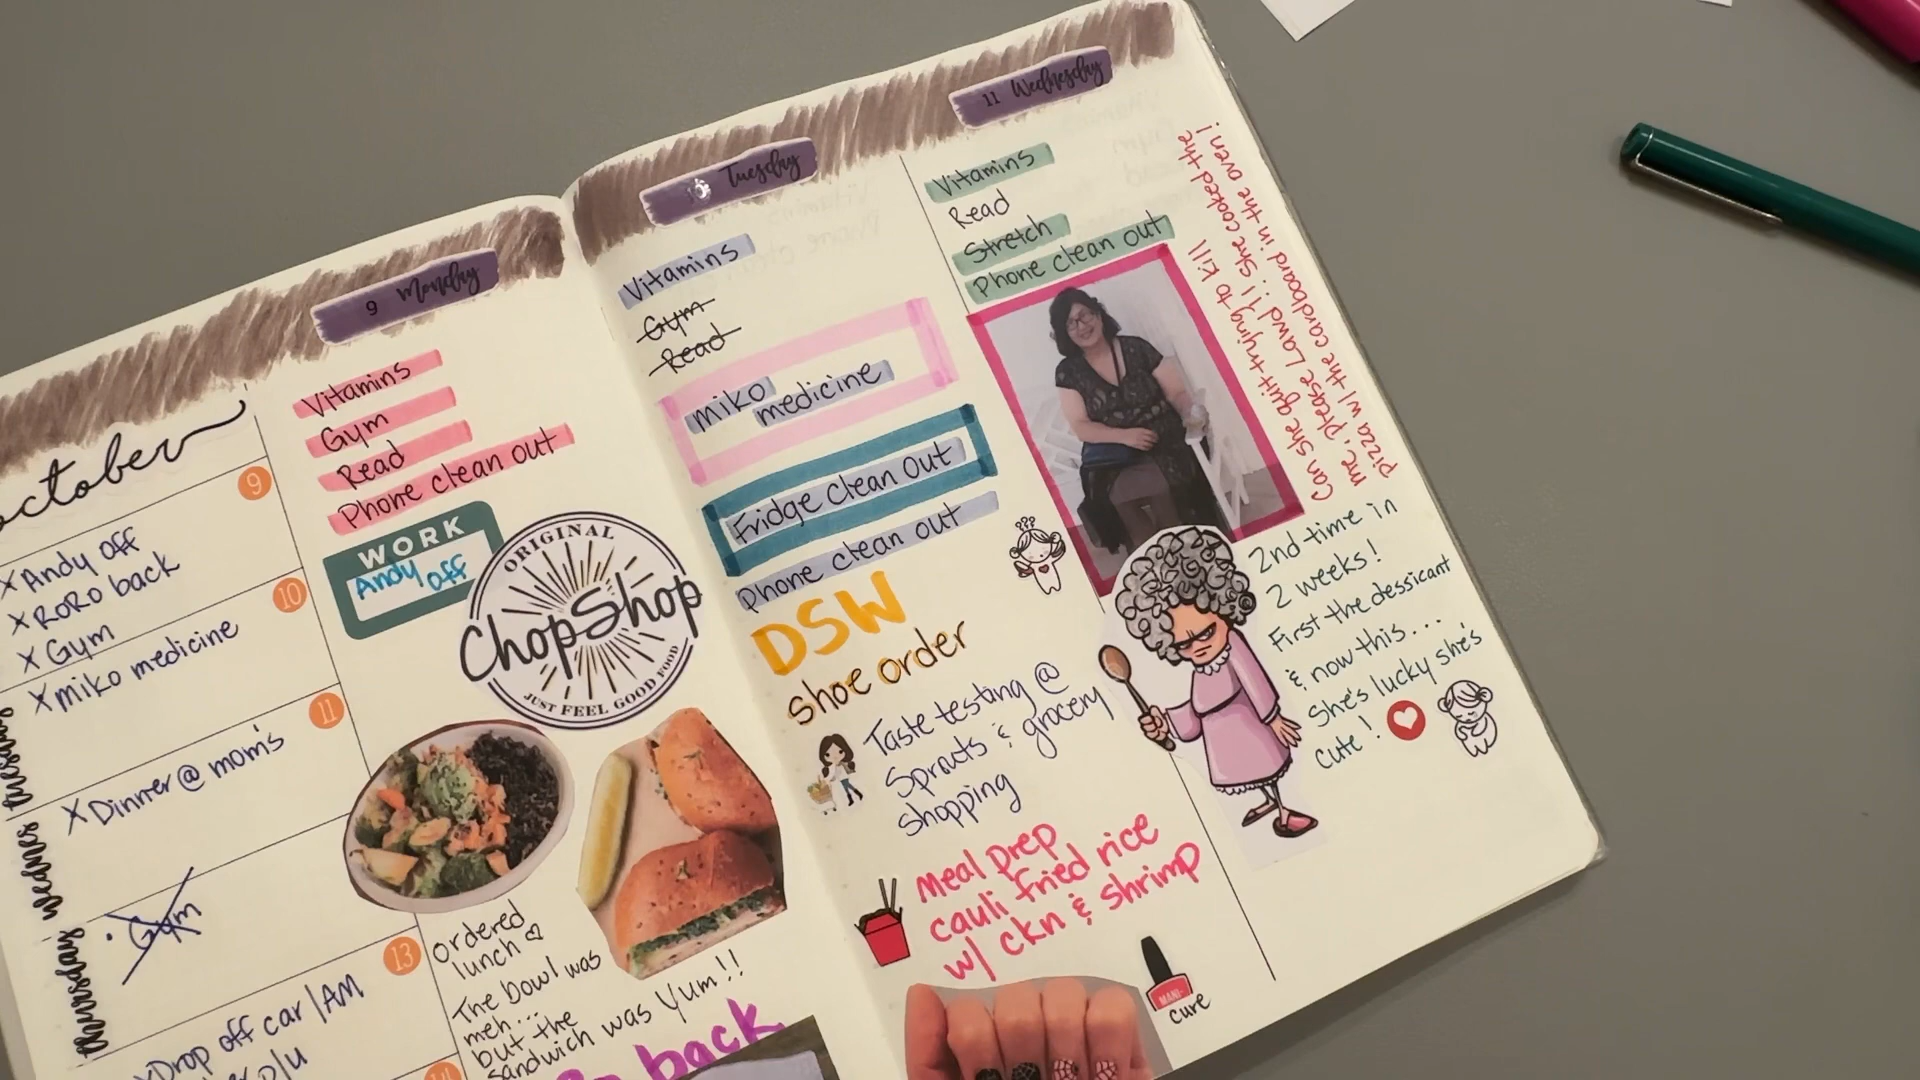 october
9
x Andy off
x RoRo back
x Gym
10
x miko medicine
11
x Dinner @ mom's
• Gym
13
x Drop off car/AM
tuesday
wednes
thursday
9 Monday
Vitamins
Gym
Read
Phone clean out
WORK
Andy off
ORIGINAL
ChopShop
JUST FEEL GOOD FOOD
ordered
lunch
The bowl was
meh...
but the
sandwich was Yum!!
back
10 Tuesday
Vitamins
Gym
Read
miko
medicine
Fridge Clean Out
Phone clean out
DSW
shoe order
Taste testing @
Sprouts & grocery
shopping
Meal prep
cauli fried rice
w/ ckn & shrimp
MANI-
cure
11 Wednesday
Vitamins
Read
Stretch
Phone clean out
Can she quit trying to kill
me, please Lawd?! She cooked the
pizza w/ the cardboard in the oven!
2nd time in
2 weeks!
First the dessicant
& now this...
She's lucky she's
cute!